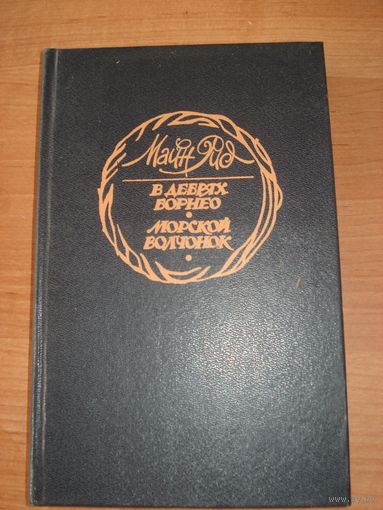 Майн Рид
В ДЕБРЯХ
БОРНЕО
•
МОРСКОЙ
ВОЛЧОНОК
•